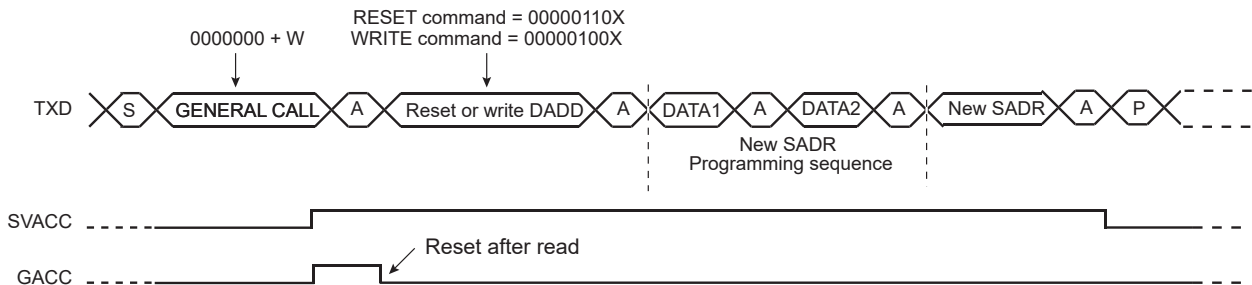 RESET command = 00000110X
0000000 + W
WRITE command = 00000100X
TXD
S
GENERAL CALL
A
Reset or write DADD
A
DATA1
A
DATA2
A
New SADR
A
P
New SADR
Programming sequence
SVACC
Reset after read
GACC